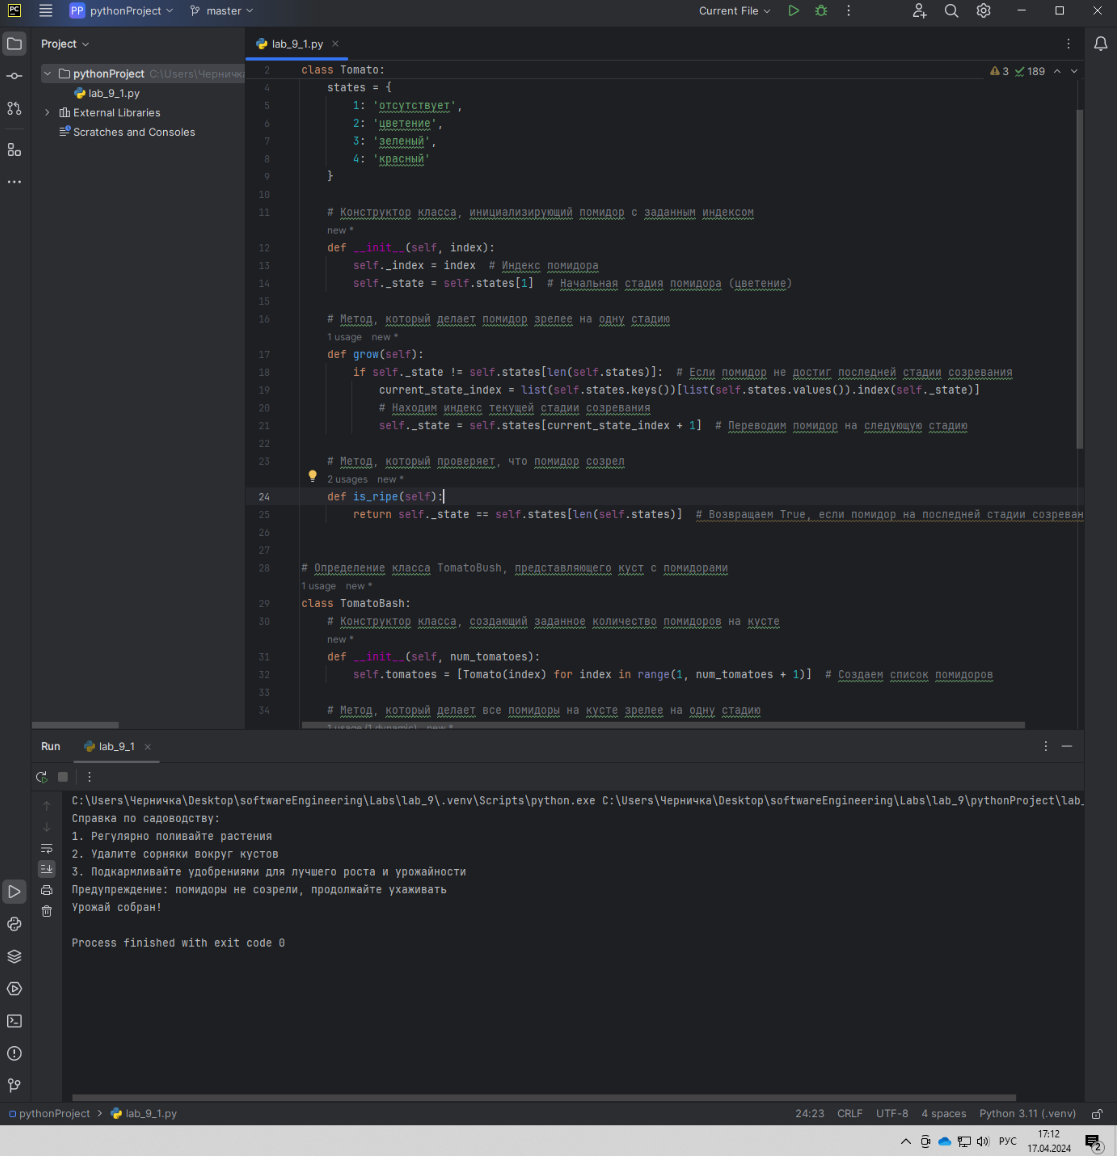 PC PP pythonProject master Current File
Project
lab_9_1.py
pythonProject C:\Users\Черничка
lab_9_1.py
External Libraries
Scratches and Consoles
3 189
2 class Tomato:
4 states = {
5 1: 'отсутствует',
6 2: 'цветение',
7 3: 'зеленый',
8 4: 'красный'
9 }
10
11 # Конструктор класса, инициализирующий помидор с заданным индексом
new *
12 def __init__(self, index):
13 self._index = index # Индекс помидора
14 self._state = self.states[1] # Начальная стадия помидора (цветение)
15
16 # Метод, который делает помидор зрелее на одну стадию
1 usage new *
17 def grow(self):
18 if self._state != self.states[len(self.states)]: # Если помидор не достиг последней стадии созревания
19 current_state_index = list(self.states.keys())[list(self.states.values()).index(self._state)]
20 # Находим индекс текущей стадии созревания
21 self._state = self.states[current_state_index + 1] # Переводим помидор на следующую стадию
22
23 # Метод, который проверяет, что помидор созрел
2 usages new *
24 def is_ripe(self):
25 return self._state == self.states[len(self.states)] # Возвращаем True, если помидор на последней стадии созреван
26
27
28 # Определение класса TomatoBush, представляющего куст с помидорами
1 usage new *
29 class TomatoBash:
30 # Конструктор класса, создающий заданное количество помидоров на кусте
new *
31 def __init__(self, num_tomatoes):
32 self.tomatoes = [Tomato(index) for index in range(1, num_tomatoes + 1)] # Создаем список помидоров
33
34 # Метод, который делает все помидоры на кусте зрелее на одну стадию
1 usage (1 dynamic) new *
Run lab_9_1
C:\Users\Черничка\Desktop\softwareEngineering\Labs\lab_9\.venv\Scripts\python.exe C:\Users\Черничка\Desktop\softwareEngineering\Labs\lab_9\pythonProject\lab_
Справка по садоводству:
1. Регулярно поливайте растения
2. Удалите сорняки вокруг кустов
3. Подкармливайте удобрениями для лучшего роста и урожайности
Предупреждение: помидоры не созрели, продолжайте ухаживать
Урожай собран!
Process finished with exit code 0
pythonProject lab_9_1.py 24:23 CRLF UTF-8 4 spaces Python 3.11 (.venv)
РУС 17:12
17.04.2024 2